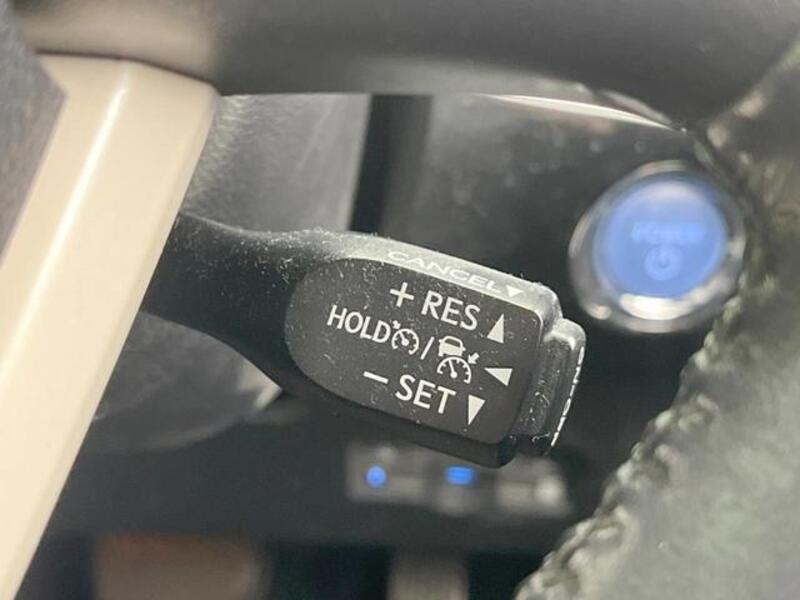 CANCEL▼
+ RES ▲
HOLD / ◄
− SET ▼
POWER